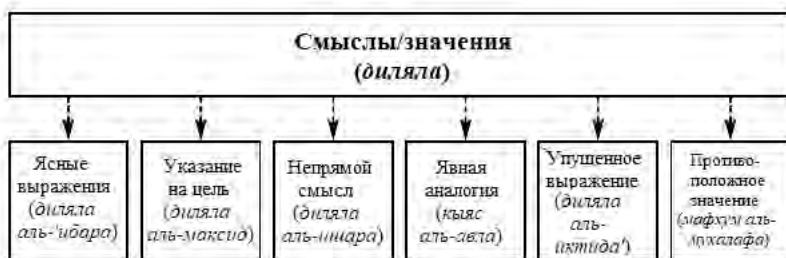 Смыслы/значения
(диляла)
Ясные
выражения
(диляла
аль-'ибара)
Указание
на цель
(диляла
аль-максид)
Непрямой
смысл
(диляла
аль-ишара)
Явная
аналогия
(кыяс
аль-авла)
Упущенное
выражение
(диляла
аль-
иктида')
Противо-
положное
значение
(мафхум аль-
мухалафа)